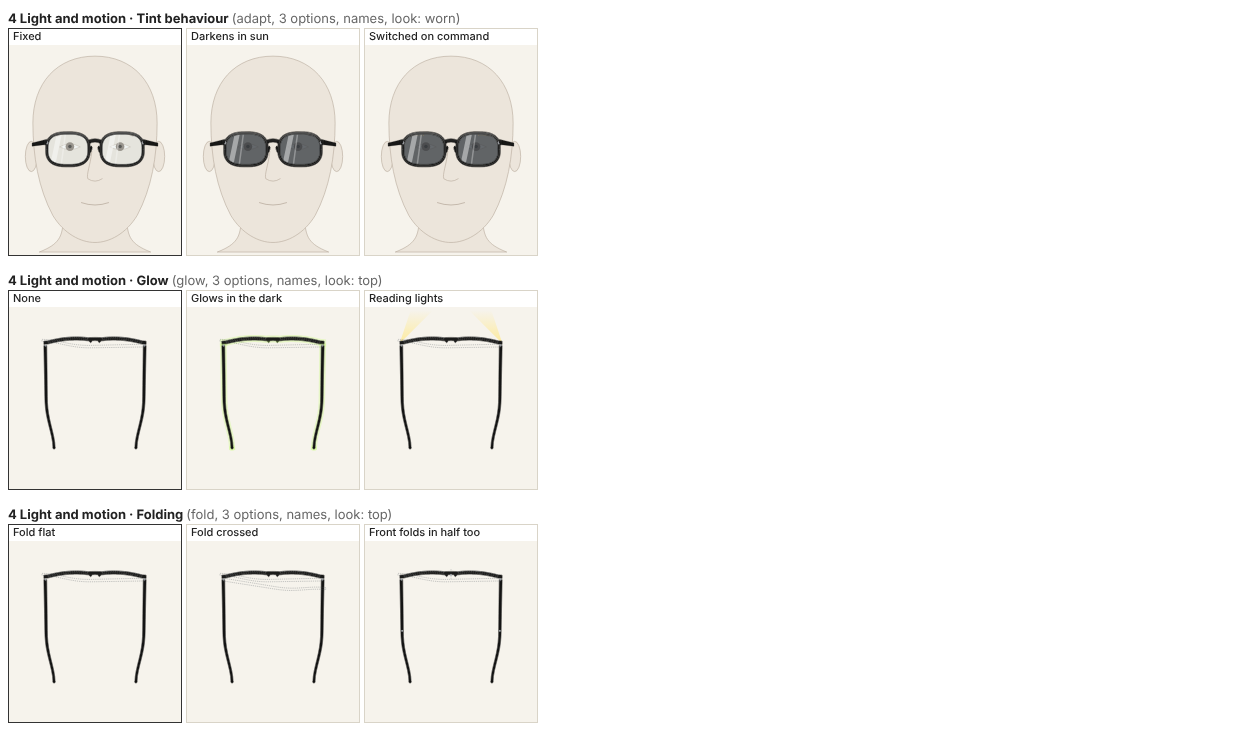 4 Light and motion · Tint behaviour (adapt, 3 options, names, look: worn)
Fixed
Darkens in sun
Switched on command
4 Light and motion · Glow (glow, 3 options, names, look: top)
None
Glows in the dark
Reading lights
4 Light and motion · Folding (fold, 3 options, names, look: top)
Fold flat
Fold crossed
Front folds in half too